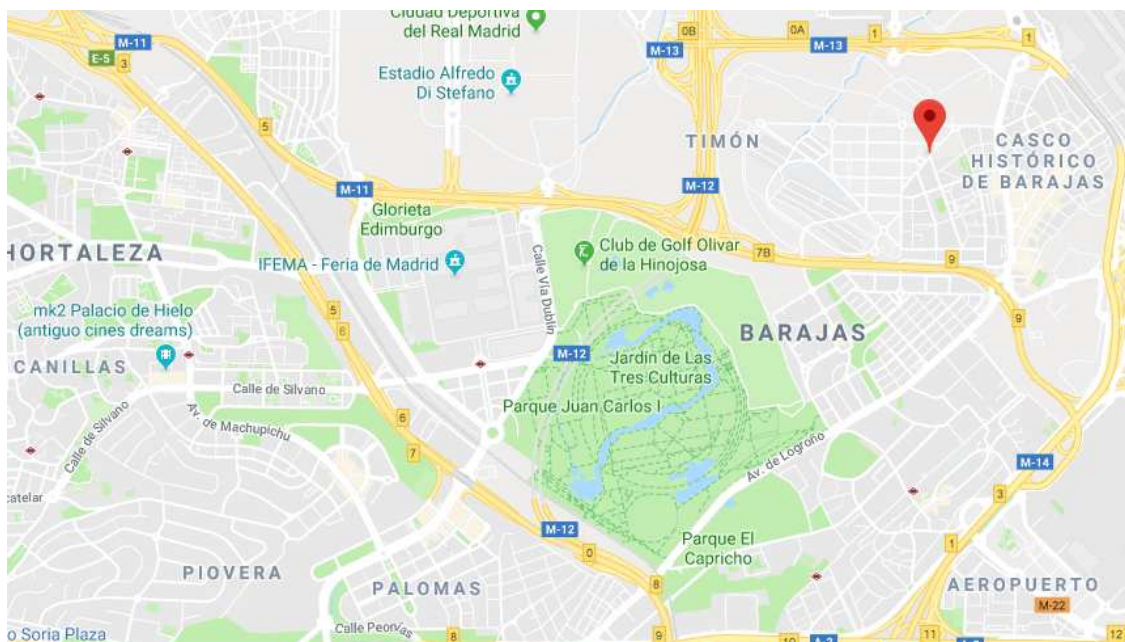 Ciudad Deportiva
del Real Madrid
0B
0A
1
M-11
M-13
M-13
1
E-5
3
Estadio Alfredo
Di Stefano
5
TIMÓN
CASCO
HISTÓRICO
DE BARAJAS
M-11
M-12
Glorieta
Edimburgo
HORTALEZA
IFEMA - Feria de Madrid
Calle Vía Dublín
Club de Golf Olivar
de la Hinojosa
7B
9
mk2 Palacio de Hielo
(antiguo cines dreams)
5
6
9
BARAJAS
CANILLAS
M-12
Jardín de Las
Tres Culturas
Calle de Silvano
Parque Juan Carlos I
Calle de Silvano
Av. de Machupichu
6
7
Av. de Logroño
M-14
catelar
3
M-12
0
Parque El
Capricho
1
PIOVERA
PALOMAS
8
AEROPUERTO
M-22
Calle Peorvías
o Soria Plaza
8
9
10
A-2
11
A-2
12